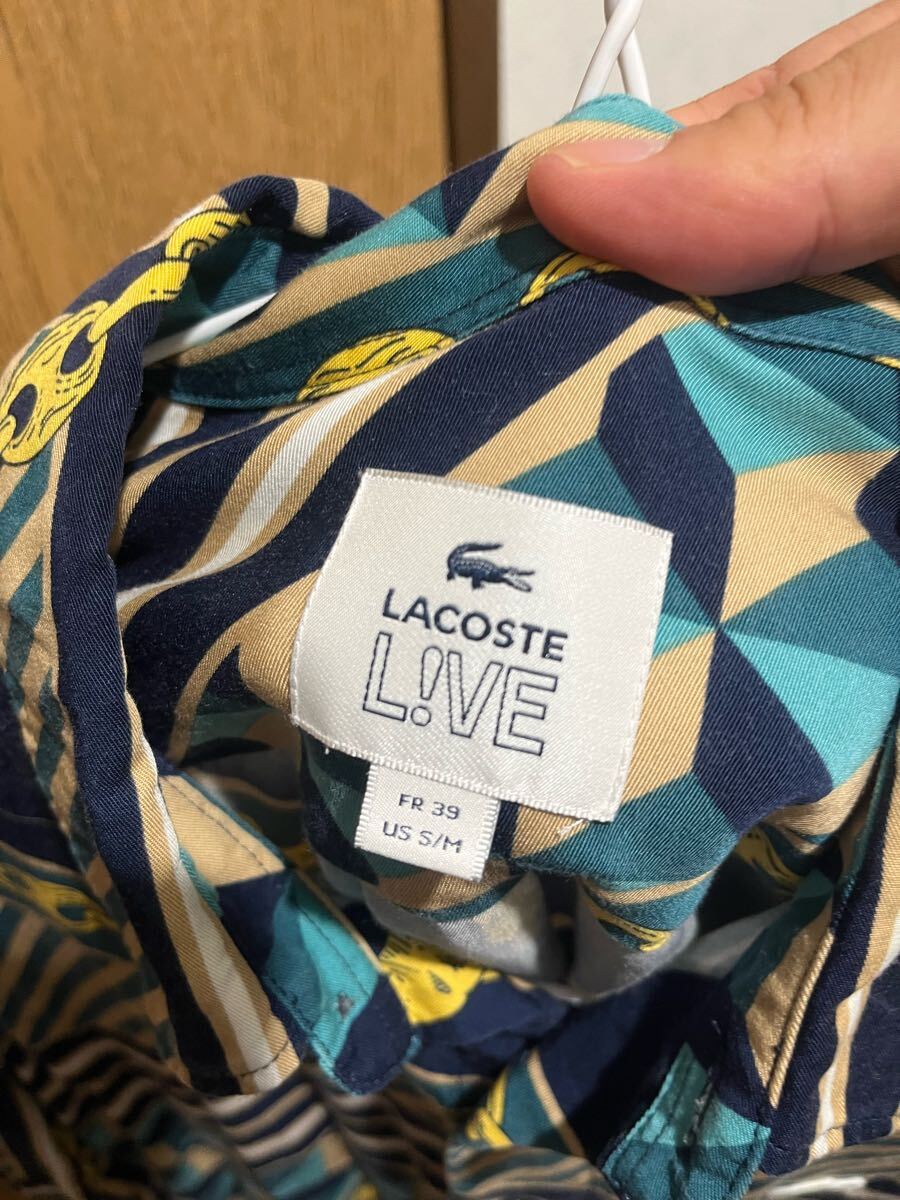 LACOSTE
L!VE
FR 39
US S/M